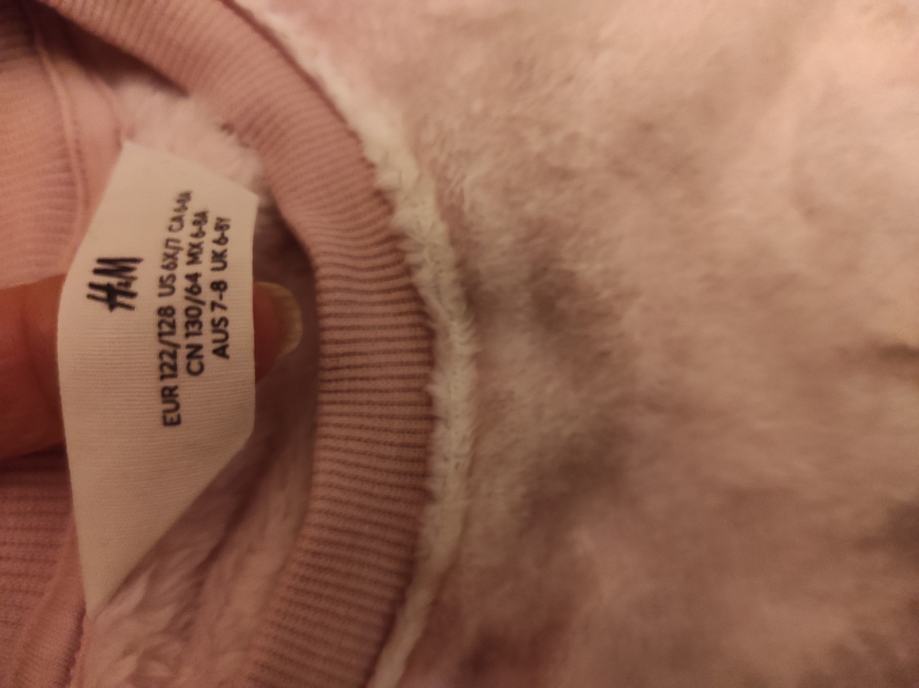 H&M
EUR 122/128 US 6X/7 CA 6-8A
CN 130/64 MX 6-8A
AUS 7-8 UK 6-8Y